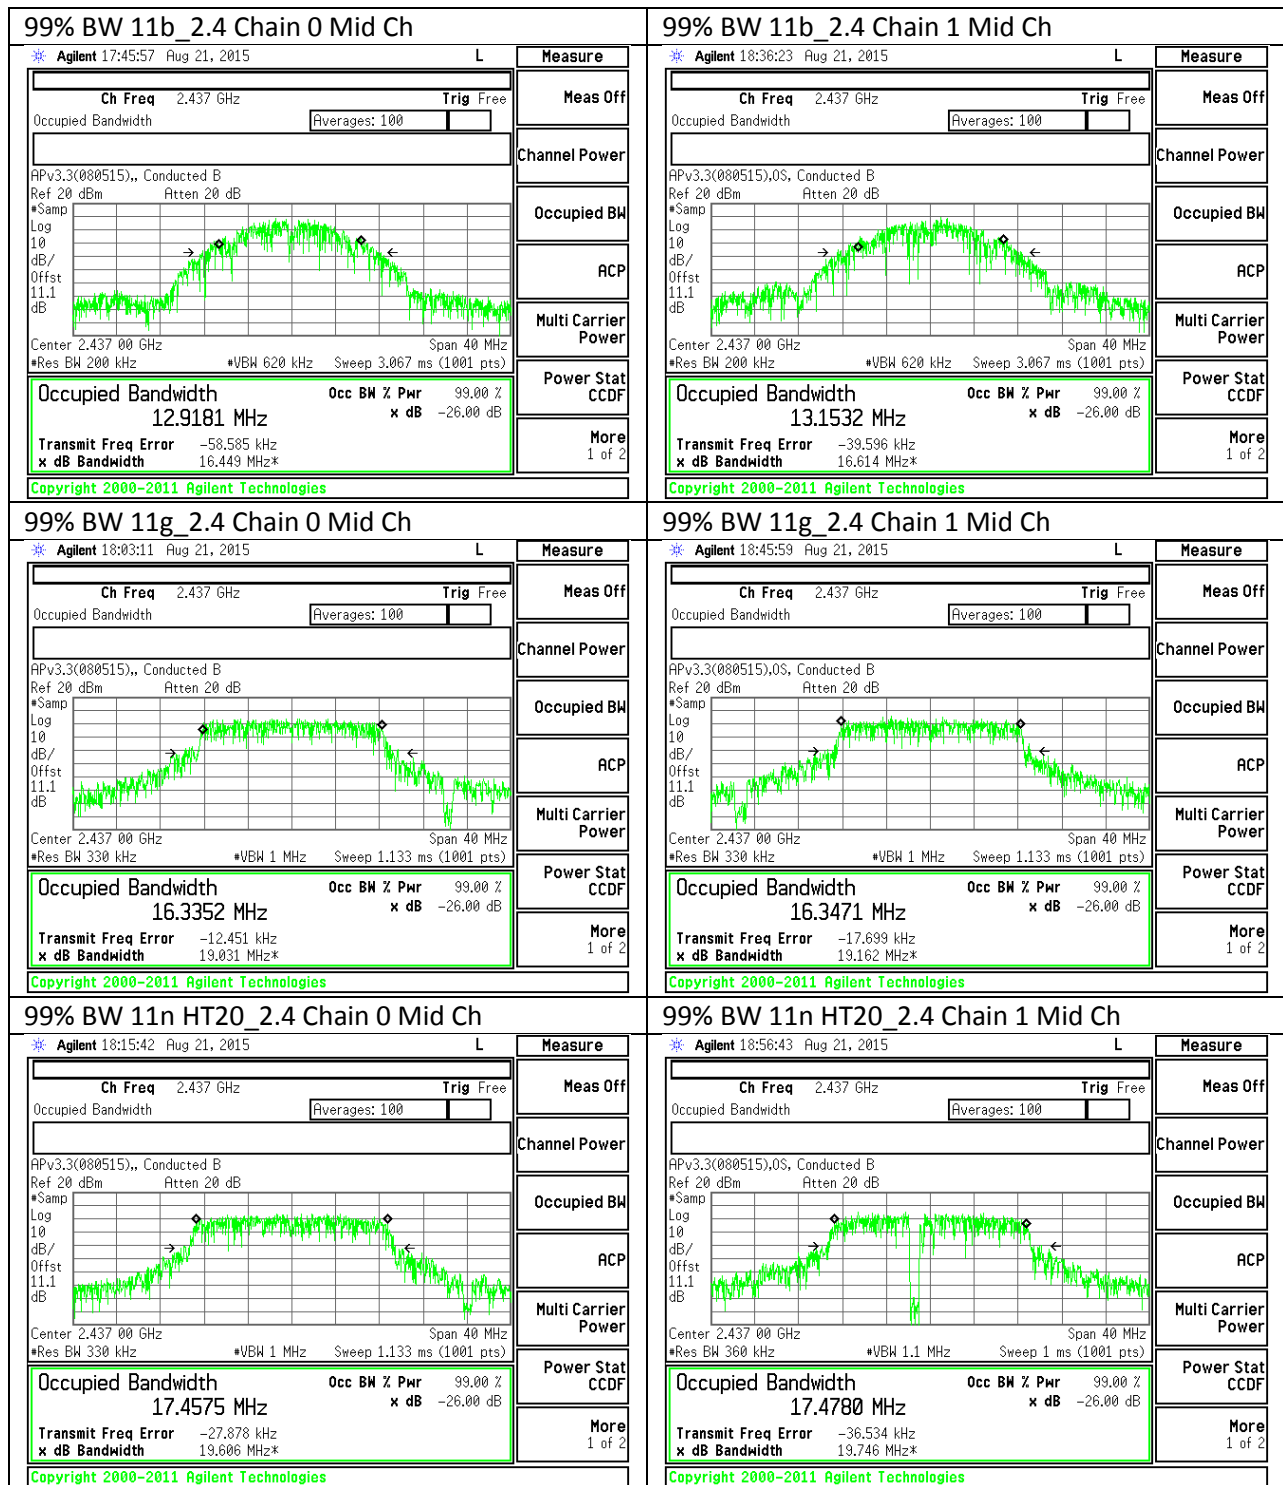 99% BW 11b_2.4 Chain 0 Mid Ch
Agilent 17:45:57 Aug 21, 2015 L Measure
Ch Freq 2.437 GHz Trig Free
Meas Off
Occupied Bandwidth Averages: 100
Channel Power
APv3.3(080515),, Conducted B
Ref 20 dBm Atten 20 dB
#Samp
Log
10
dB/
Offst
11.1
dB
Occupied BW
ACP
Multi Carrier
Power
Center 2.437 00 GHz Span 40 MHz
#Res BW 200 kHz #VBW 620 kHz Sweep 3.067 ms (1001 pts)
Power Stat
CCDF
Occupied Bandwidth Occ BW % Pwr 99.00 %
12.9181 MHz x dB -26.00 dB
Transmit Freq Error -58.585 kHz
x dB Bandwidth 16.449 MHz*
More
1 of 2
Copyright 2000-2011 Agilent Technologies
99% BW 11b_2.4 Chain 1 Mid Ch
Agilent 18:36:23 Aug 21, 2015 L Measure
Ch Freq 2.437 GHz Trig Free
Meas Off
Occupied Bandwidth Averages: 100
Channel Power
APv3.3(080515),OS, Conducted B
Ref 20 dBm Atten 20 dB
#Samp
Log
10
dB/
Offst
11.1
dB
Occupied BW
ACP
Multi Carrier
Power
Center 2.437 00 GHz Span 40 MHz
#Res BW 200 kHz #VBW 620 kHz Sweep 3.067 ms (1001 pts)
Power Stat
CCDF
Occupied Bandwidth Occ BW % Pwr 99.00 %
13.1532 MHz x dB -26.00 dB
Transmit Freq Error -39.596 kHz
x dB Bandwidth 16.614 MHz*
More
1 of 2
Copyright 2000-2011 Agilent Technologies
99% BW 11g_2.4 Chain 0 Mid Ch
Agilent 18:03:11 Aug 21, 2015 L Measure
Ch Freq 2.437 GHz Trig Free
Meas Off
Occupied Bandwidth Averages: 100
Channel Power
APv3.3(080515),, Conducted B
Ref 20 dBm Atten 20 dB
#Samp
Log
10
dB/
Offst
11.1
dB
Occupied BW
ACP
Multi Carrier
Power
Center 2.437 00 GHz Span 40 MHz
#Res BW 330 kHz #VBW 1 MHz Sweep 1.133 ms (1001 pts)
Power Stat
CCDF
Occupied Bandwidth Occ BW % Pwr 99.00 %
16.3352 MHz x dB -26.00 dB
Transmit Freq Error -12.451 kHz
x dB Bandwidth 19.031 MHz*
More
1 of 2
Copyright 2000-2011 Agilent Technologies
99% BW 11g_2.4 Chain 1 Mid Ch
Agilent 18:45:59 Aug 21, 2015 L Measure
Ch Freq 2.437 GHz Trig Free
Meas Off
Occupied Bandwidth Averages: 100
Channel Power
APv3.3(080515),OS, Conducted B
Ref 20 dBm Atten 20 dB
#Samp
Log
10
dB/
Offst
11.1
dB
Occupied BW
ACP
Multi Carrier
Power
Center 2.437 00 GHz Span 40 MHz
#Res BW 330 kHz #VBW 1 MHz Sweep 1.133 ms (1001 pts)
Power Stat
CCDF
Occupied Bandwidth Occ BW % Pwr 99.00 %
16.3471 MHz x dB -26.00 dB
Transmit Freq Error -17.699 kHz
x dB Bandwidth 19.162 MHz*
More
1 of 2
Copyright 2000-2011 Agilent Technologies
99% BW 11n HT20_2.4 Chain 0 Mid Ch
Agilent 18:15:42 Aug 21, 2015 L Measure
Ch Freq 2.437 GHz Trig Free
Meas Off
Occupied Bandwidth Averages: 100
Channel Power
APv3.3(080515),, Conducted B
Ref 20 dBm Atten 20 dB
#Samp
Log
10
dB/
Offst
11.1
dB
Occupied BW
ACP
Multi Carrier
Power
Center 2.437 00 GHz Span 40 MHz
#Res BW 330 kHz #VBW 1 MHz Sweep 1.133 ms (1001 pts)
Power Stat
CCDF
Occupied Bandwidth Occ BW % Pwr 99.00 %
17.4575 MHz x dB -26.00 dB
Transmit Freq Error -27.878 kHz
x dB Bandwidth 19.606 MHz*
More
1 of 2
Copyright 2000-2011 Agilent Technologies
99% BW 11n HT20_2.4 Chain 1 Mid Ch
Agilent 18:56:43 Aug 21, 2015 L Measure
Ch Freq 2.437 GHz Trig Free
Meas Off
Occupied Bandwidth Averages: 100
Channel Power
APv3.3(080515),OS, Conducted B
Ref 20 dBm Atten 20 dB
#Samp
Log
10
dB/
Offst
11.1
dB
Occupied BW
ACP
Multi Carrier
Power
Center 2.437 00 GHz Span 40 MHz
#Res BW 360 kHz #VBW 1.1 MHz Sweep 1 ms (1001 pts)
Power Stat
CCDF
Occupied Bandwidth Occ BW % Pwr 99.00 %
17.4780 MHz x dB -26.00 dB
Transmit Freq Error -36.534 kHz
x dB Bandwidth 19.746 MHz*
More
1 of 2
Copyright 2000-2011 Agilent Technologies